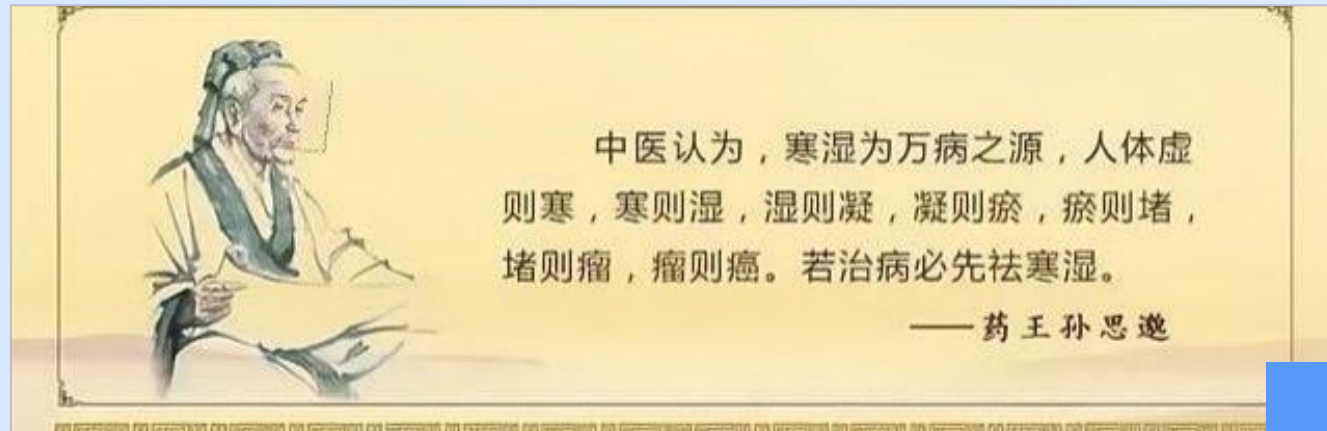 中医认为，寒湿为万病之源，人体虚
则寒，寒则湿，湿则凝，凝则瘀，瘀则堵，
堵则瘤，瘤则癌。若治病必先祛寒湿。
——药王孙思邈